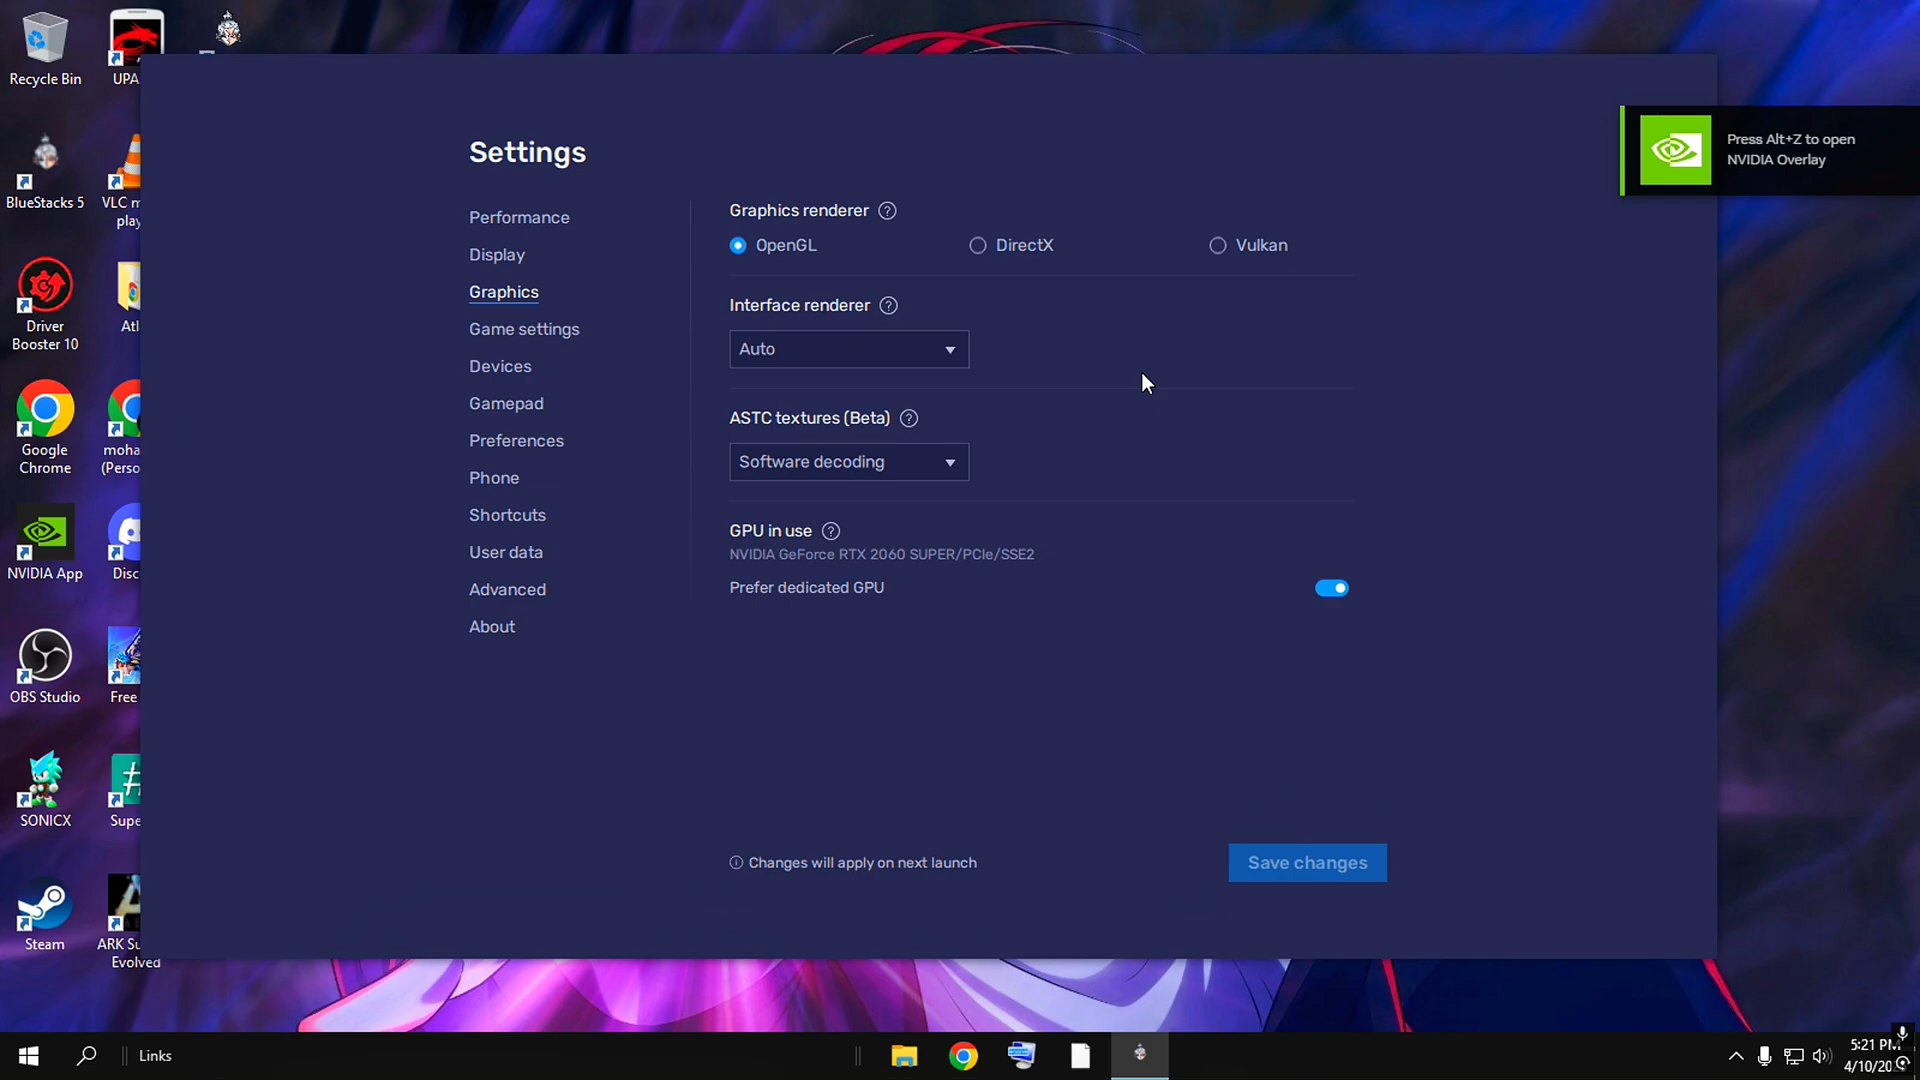 Recycle Bin
UPA
BlueStacks 5
VLC m
play
Driver
Booster 10
Atl
Google
Chrome
moha
(Perso
NVIDIA App
Disc
OBS Studio
Free
SONICX
Supe
Steam
ARK Su
Evolved
Settings
Performance
Display
Graphics
Game settings
Devices
Gamepad
Preferences
Phone
Shortcuts
User data
Advanced
About
Graphics renderer ?
OpenGL
DirectX
Vulkan
Interface renderer ?
Auto
ASTC textures (Beta) ?
Software decoding
GPU in use ?
NVIDIA GeForce RTX 2060 SUPER/PCIe/SSE2
Prefer dedicated GPU
Changes will apply on next launch
Save changes
Press Alt+Z to open
NVIDIA Overlay
Links
5:21 PM
4/10/20